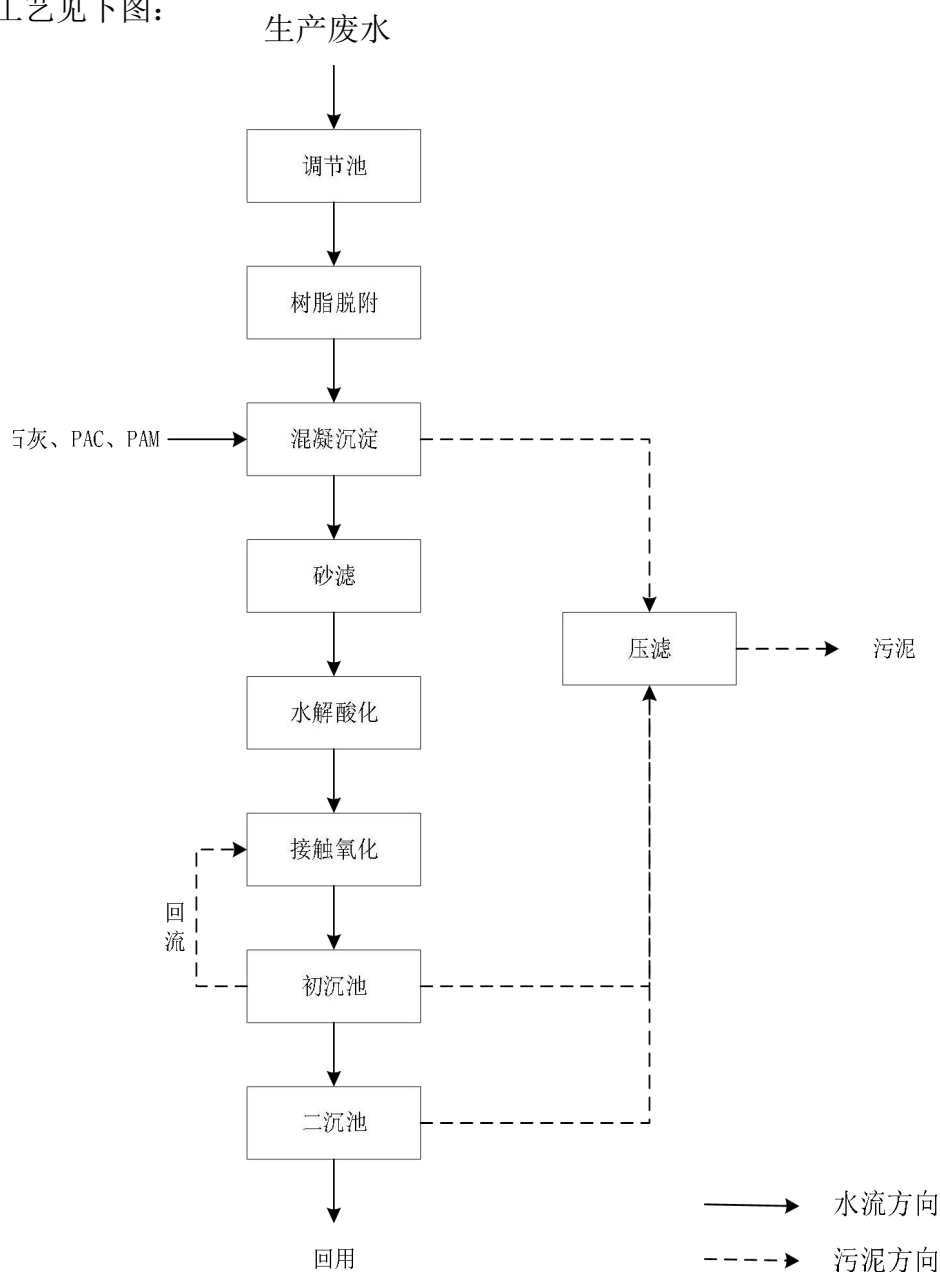 工艺见下图：
生产废水
调节池
树脂脱附
石灰、PAC、PAM
混凝沉淀
砂滤
压滤
污泥
水解酸化
接触氧化
回流
初沉池
二沉池
回用
水流方向
污泥方向